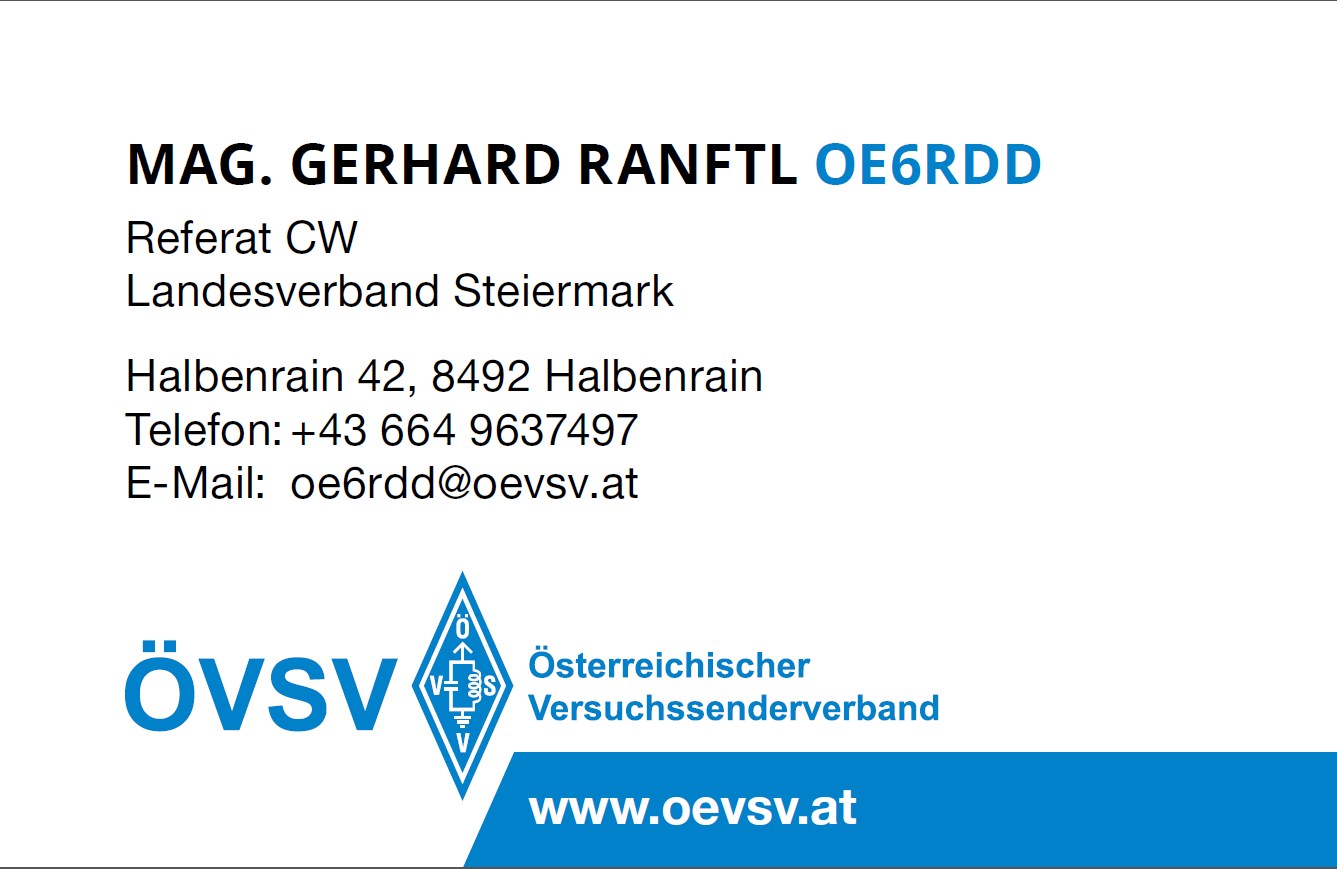 MAG. GERHARD RANFTL OE6RDD
Referat CW
Landesverband Steiermark
Halbenrain 42, 8492 Halbenrain
Telefon: +43 664 9637497
E-Mail: oe6rdd@oevsv.at
ÖVSV
Ö
V S
V
Österreichischer
Versuchssenderverband
www.oevsv.at